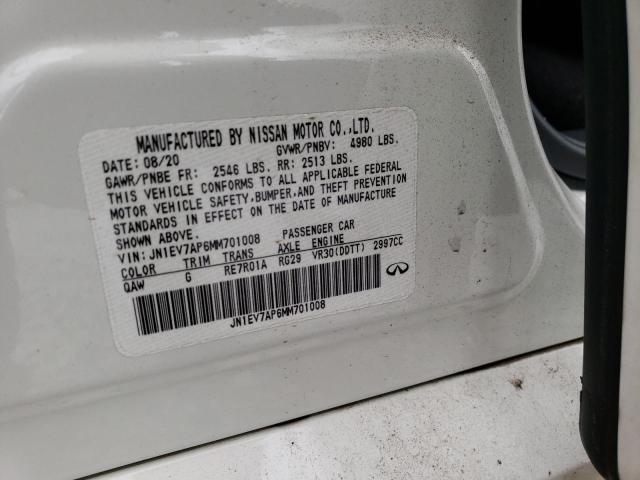 MANUFACTURED BY NISSAN MOTOR CO.,LTD.
DATE: 08/20 GVWR/PNBV: 4980 LBS.
GAWR/PNBE FR: 2546 LBS. RR: 2513 LBS.
THIS VEHICLE CONFORMS TO ALL APPLICABLE FEDERAL
MOTOR VEHICLE SAFETY,BUMPER,AND THEFT PREVENTION
STANDARDS IN EFFECT ON THE DATE OF MANUFACTURE
SHOWN ABOVE.
VIN: JN1EV7AP6MM701008 PASSENGER CAR
COLOR TRIM TRANS AXLE ENGINE
QAW G RE7R01A RG29 VR30(DDTT) 2997CC
JN1EV7AP6MM701008